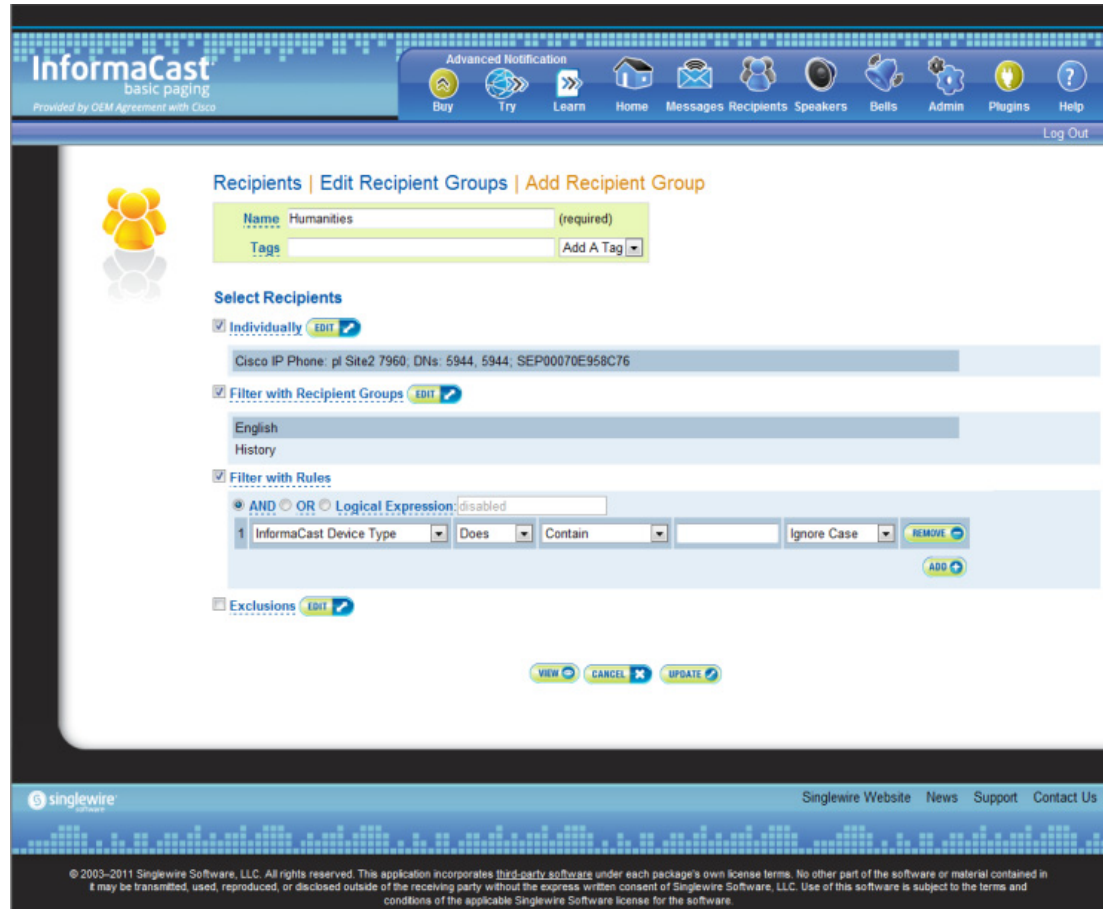 InformaCast
basic paging
Provided by OEM Agreement with Cisco
Advanced Notification
Buy Try Learn Home Messages Recipients Speakers Bells Admin Plugins Help
Log Out
Recipients | Edit Recipient Groups | Add Recipient Group
Name Humanities (required)
Tags Add A Tag
Select Recipients
Individually EDIT
Cisco IP Phone: pl Site2 7960; DNs: 5944, 5944; SEP00070E958C76
Filter with Recipient Groups EDIT
English
History
Filter with Rules
AND OR Logical Expression: disabled
1 InformaCast Device Type Does Contain Ignore Case REMOVE
ADD
Exclusions EDIT
VIEW CANCEL UPDATE
singlewire software
Singlewire Website News Support Contact Us
© 2003–2011 Singlewire Software, LLC. All rights reserved. This application incorporates third-party software under each package's own license terms. No other part of the software or material contained in
it may be transmitted, used, reproduced, or disclosed outside of the receiving party without the express written consent of Singlewire Software, LLC. Use of this software is subject to the terms and
conditions of the applicable Singlewire Software license for the software.